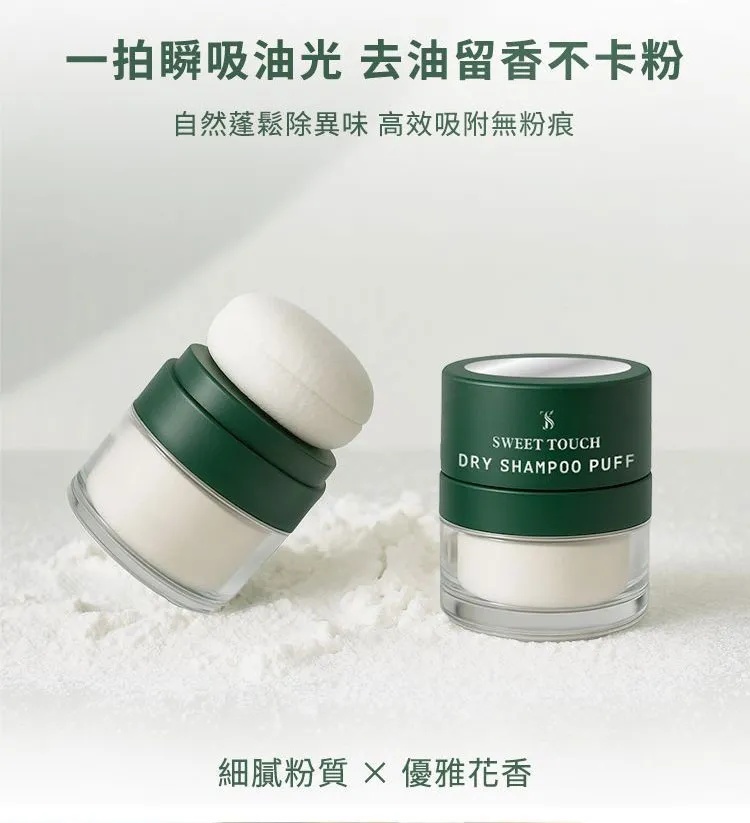 一拍瞬吸油光 去油留香不卡粉
自然蓬鬆除異味 高效吸附無粉痕
SWEET TOUCH
DRY SHAMPOO PUFF
細膩粉質 × 優雅花香